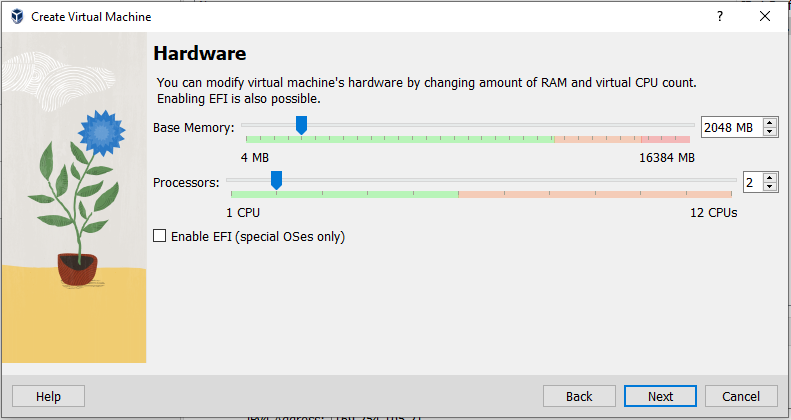 Create Virtual Machine
?
Hardware
You can modify virtual machine's hardware by changing amount of RAM and virtual CPU count.
Enabling EFI is also possible.
Base Memory:
2048 MB
4 MB
16384 MB
Processors:
2
1 CPU
12 CPUs
Enable EFI (special OSes only)
Help
Back
Next
Cancel